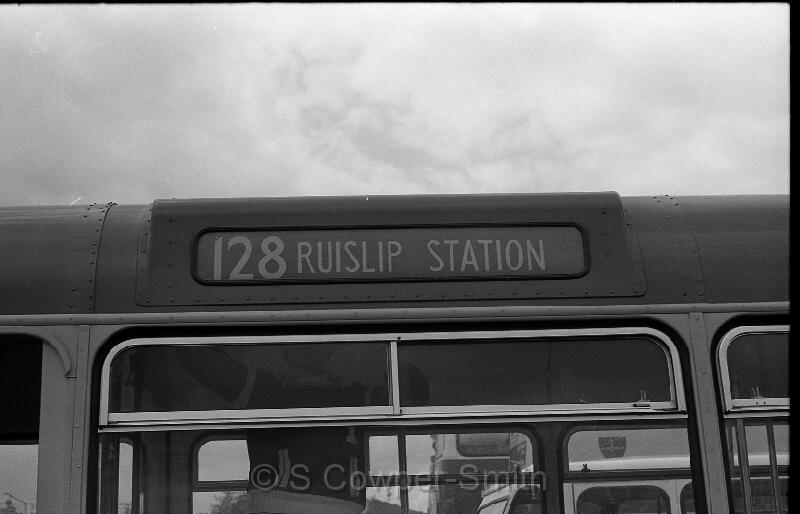 128 RUISLIP STATION
© S Cowper-Smith